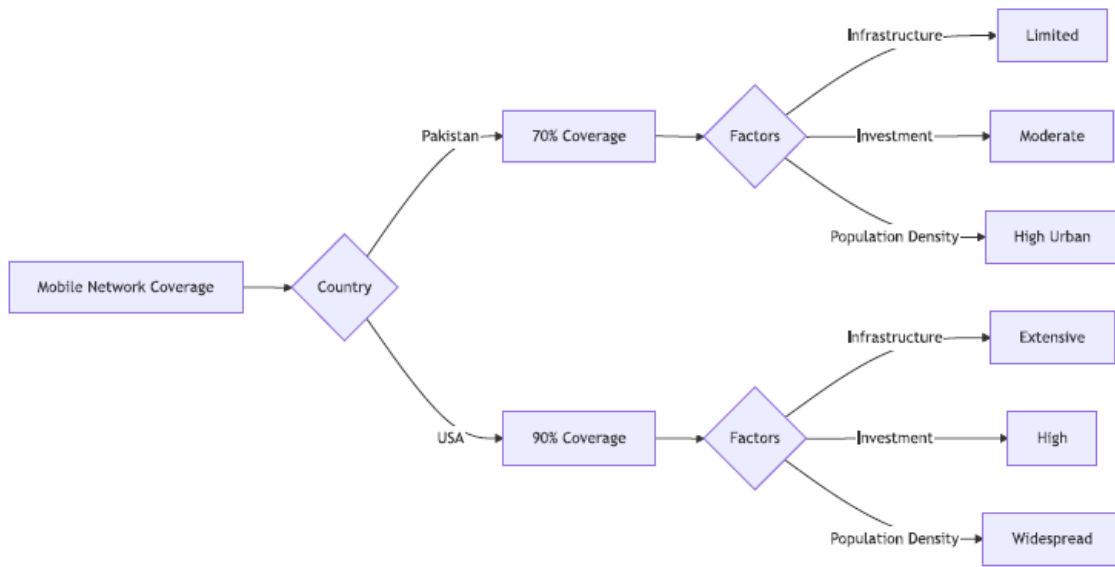 Mobile Network Coverage
Country
Pakistan
70% Coverage
Factors
Infrastructure
Limited
Investment
Moderate
Population Density
High Urban
USA
90% Coverage
Factors
Infrastructure
Extensive
Investment
High
Population Density
Widespread